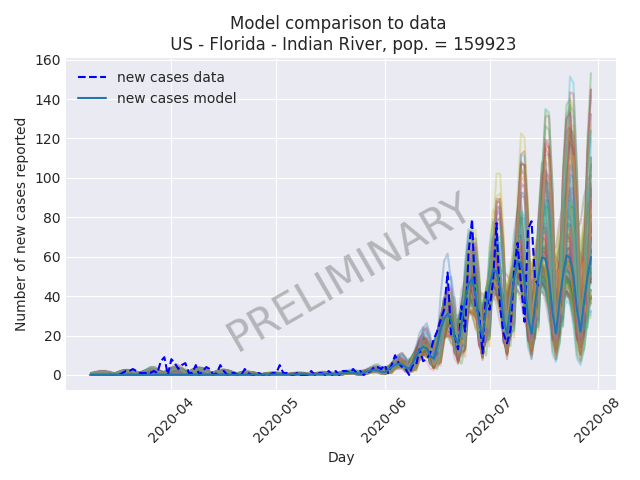 Model comparison to data
US - Florida - Indian River, pop. = 159923
new cases data
new cases model
PRELIMINARY
Number of new cases reported
160
140
120
100
80
60
40
20
0
2020-04
2020-05
2020-06
2020-07
2020-08
Day